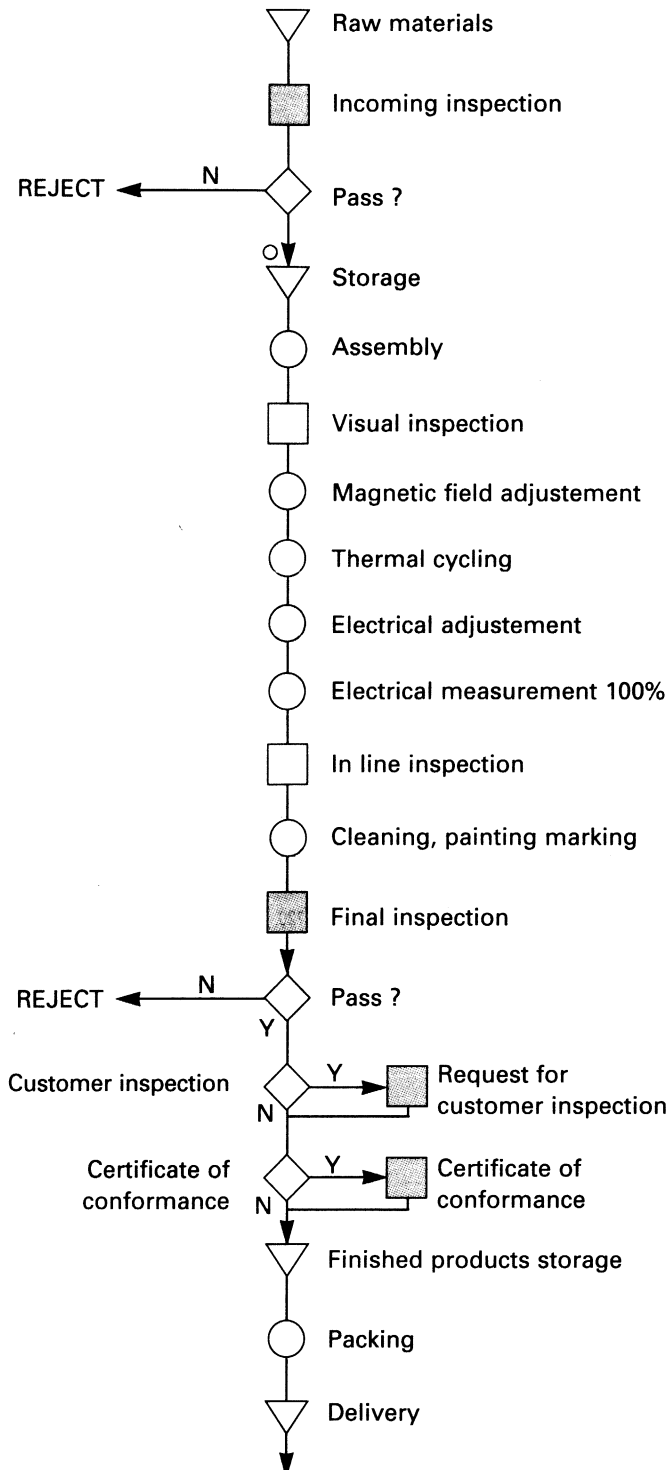 Raw materials
Incoming inspection
N
REJECT
Pass ?
Storage
Assembly
Visual inspection
Magnetic field adjustement
Thermal cycling
Electrical adjustement
Electrical measurement 100%
In line inspection
Cleaning, painting marking
Final inspection
N
REJECT
Pass ?
Y
Customer inspection
Y
Request for
customer inspection
N
Certificate of
conformance
Y
Certificate of
conformance
N
Finished products storage
Packing
Delivery